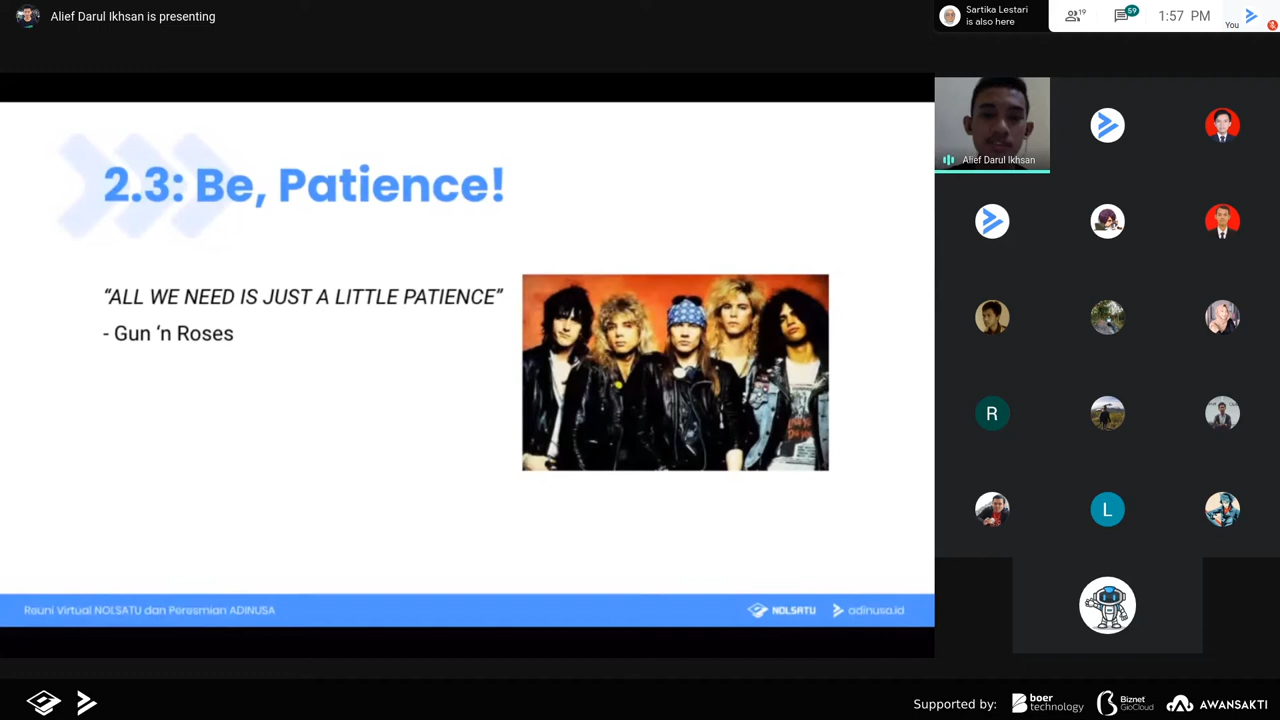 Alief Darul Ikhsan is presenting
Sartika Lestari
is also here
19
59
1:57 PM
You
Alief Darul Ikhsan
2.3: Be, Patience!
“ALL WE NEED IS JUST A LITTLE PATIENCE”
- Gun ‘n Roses
R
L
Reuni Virtual NOLSATU dan Peresmian ADINUSA
NOLSATU
adinusa.id
Supported by:
boer
technology
Biznet
GioCloud
AWANSAKTI